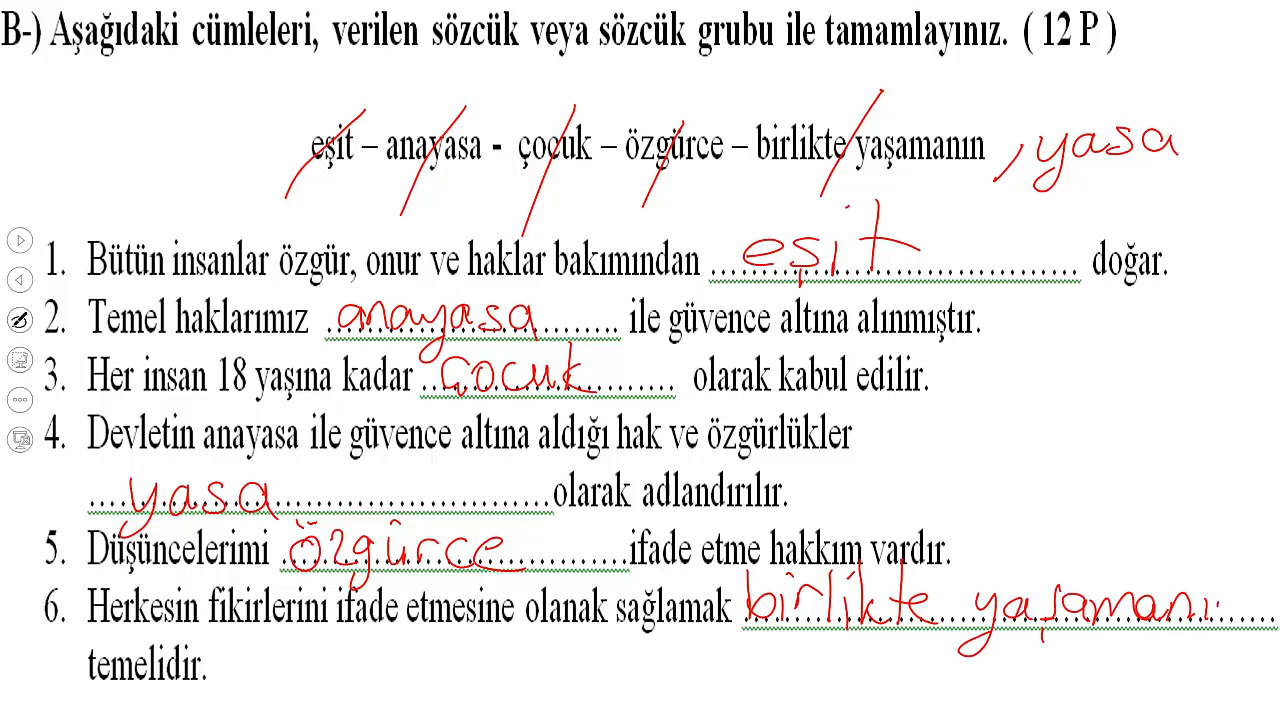 B-) Aşağıdaki cümleleri, verilen sözcük veya sözcük grubu ile tamamlayınız. ( 12 P )
eşit – anayasa - çocuk – özgürce – birlikte yaşamanın , yasa
1. Bütün insanlar özgür, onur ve haklar bakımından eşit doğar.
2. Temel haklarımız anayasa ile güvence altına alınmıştır.
3. Her insan 18 yaşına kadar çocuk olarak kabul edilir.
4. Devletin anayasa ile güvence altına aldığı hak ve özgürlükler
yasa olarak adlandırılır.
5. Düşüncelerimi özgürce ifade etme hakkım vardır.
6. Herkesin fikirlerini ifade etmesine olanak sağlamak birlikte yaşamanı
temelidir.